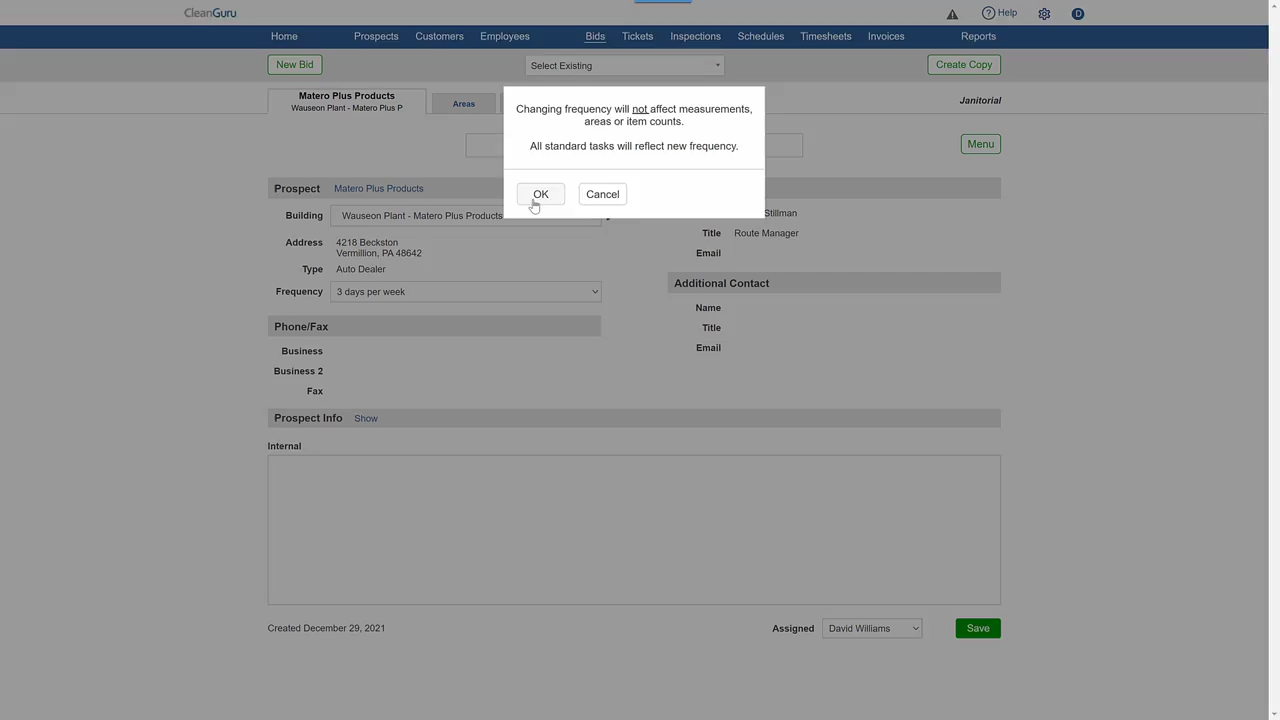 CleanGuru
Help
D
Home
Prospects
Customers
Employees
Bids
Tickets
Inspections
Schedules
Timesheets
Invoices
Reports
New Bid
Select Existing
Create Copy
Matero Plus Products
Wauseon Plant - Matero Plus P
Areas
Janitorial
Changing frequency will not affect measurements,
areas or item counts.
All standard tasks will reflect new frequency.
OK
Cancel
Menu
Prospect
Matero Plus Products
Building
Wauseon Plant - Matero Plus Products
Address
4218 Beckston
Vermillion, PA 48642
Type
Auto Dealer
Frequency
3 days per week
Phone/Fax
Business
Business 2
Fax
Stillman
Title
Route Manager
Email
Additional Contact
Name
Title
Email
Prospect Info
Show
Internal
Created December 29, 2021
Assigned
David Williams
Save